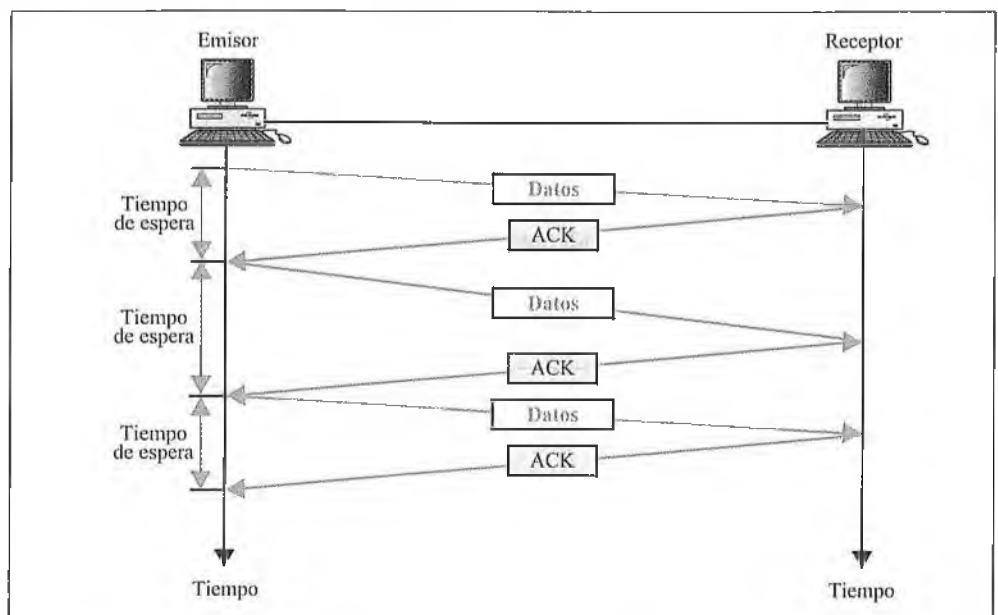 Emisor
Receptor
Datos
Tiempo
de espera
ACK
Datos
Tiempo
de espera
ACK
Datos
Tiempo
de espera
ACK
Tiempo
Tiempo